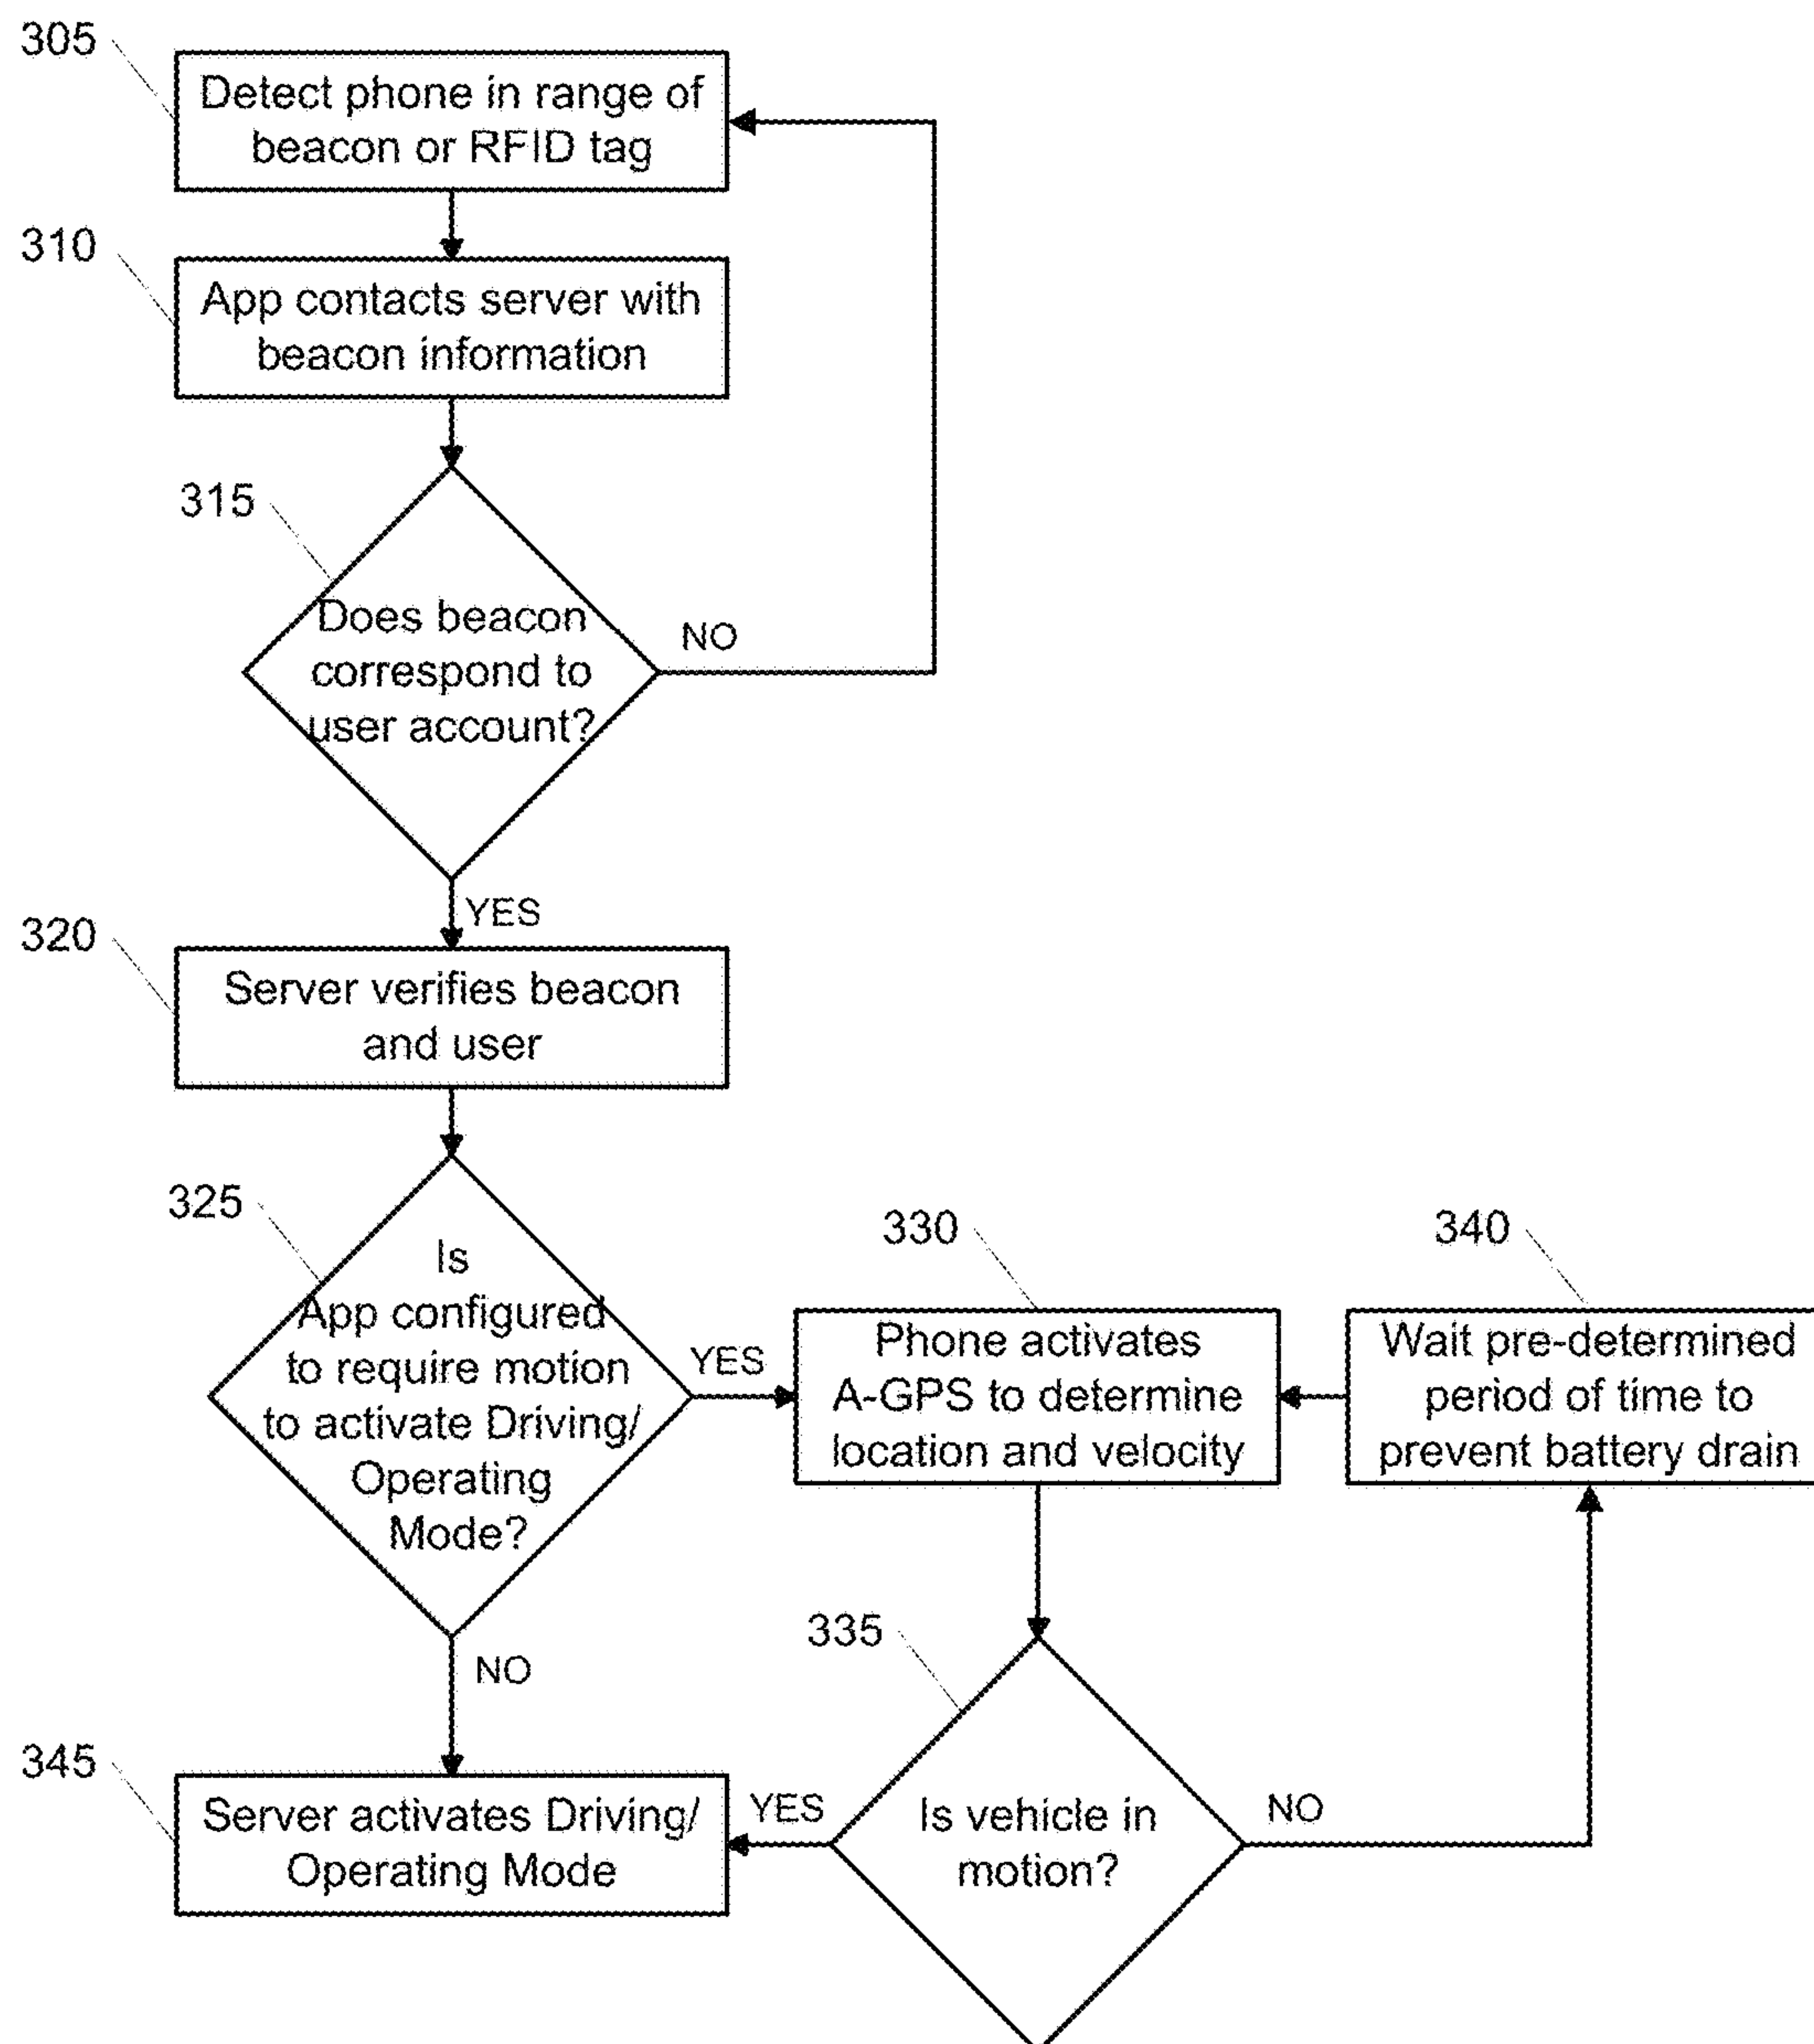 305
Detect phone in range of
beacon or RFID tag
310
App contacts server with
beacon information
315
Does beacon
correspond to
user account?
NO
YES
320
Server verifies beacon
and user
325
Is
App configured
to require motion
to activate Driving/
Operating
Mode?
YES
NO
330
Phone activates
A-GPS to determine
location and velocity
340
Wait pre-determined
period of time to
prevent battery drain
335
Is vehicle in
motion?
YES
NO
345
Server activates Driving/
Operating Mode